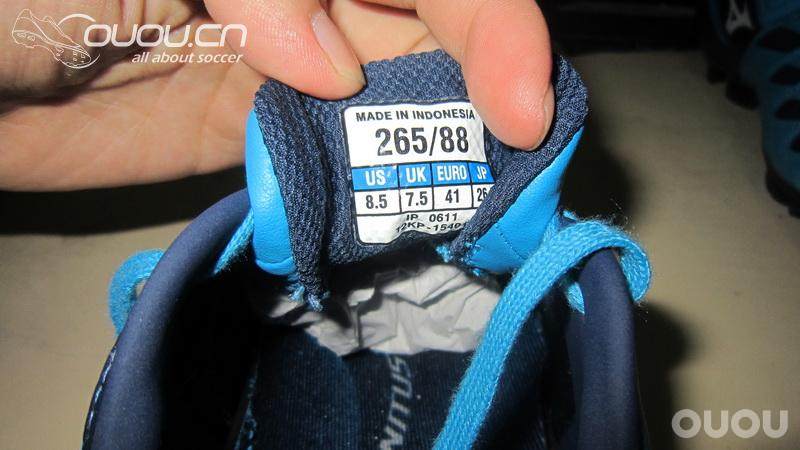 OUOU.CN
all about soccer
MADE IN INDONESIA
265/88
US UK EURO JP
8.5 7.5 41 26
JP 0611
OUOU